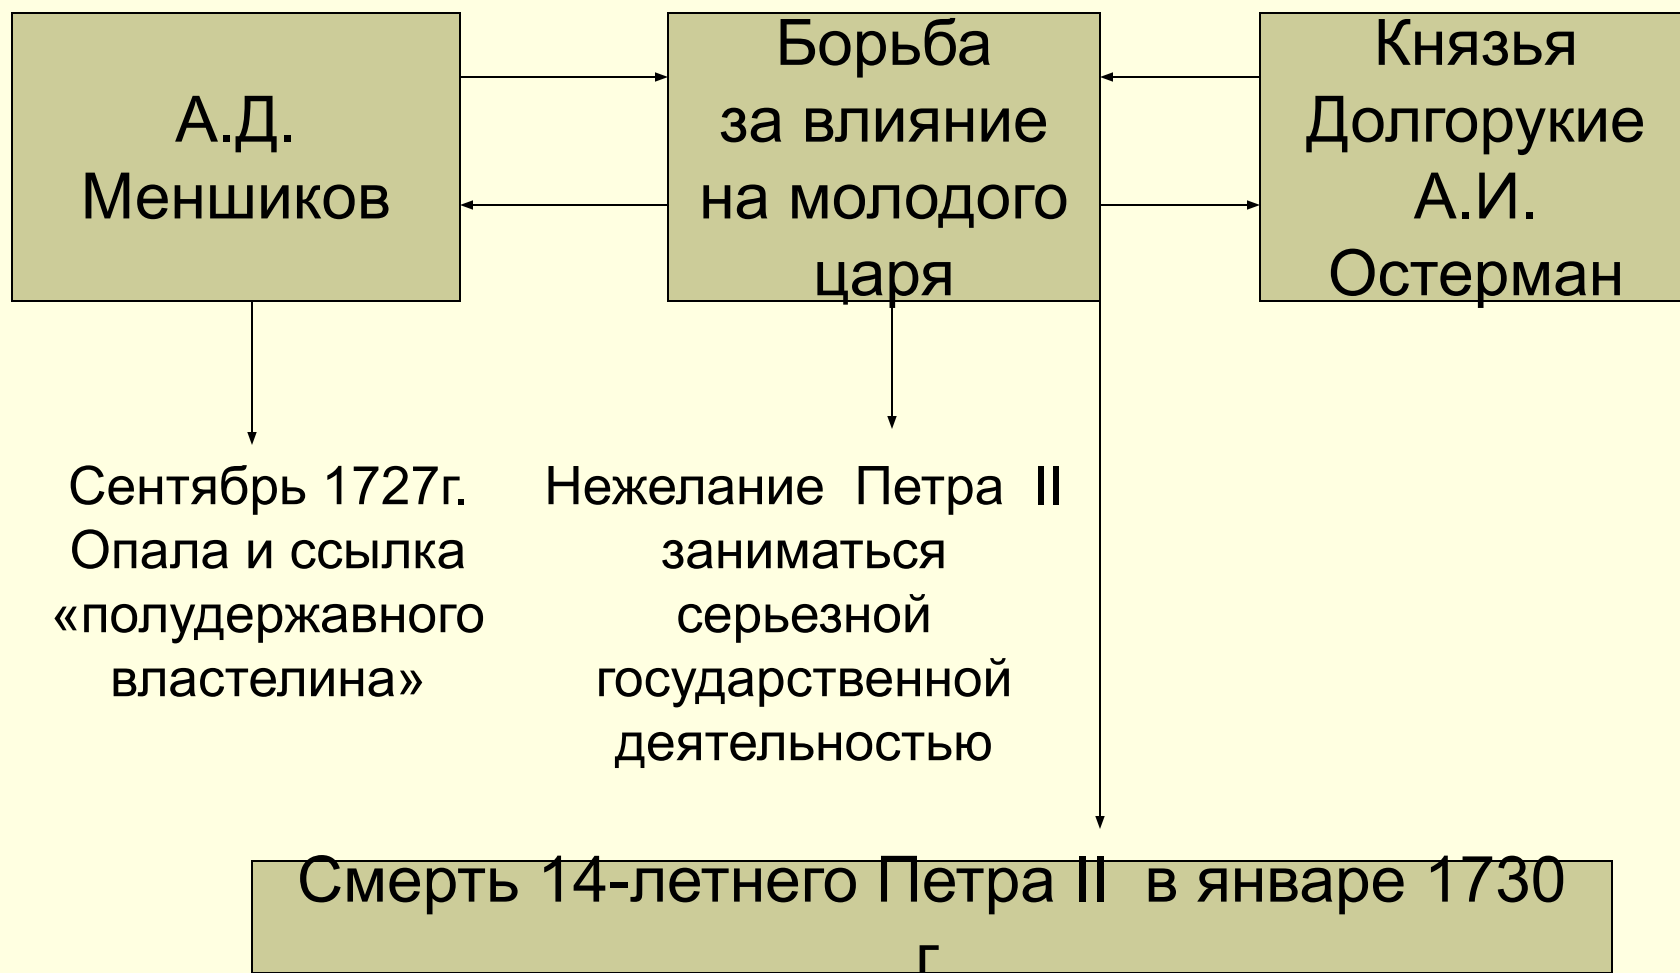 А.Д.
Меншиков
Борьба
за влияние
на молодого
царя
Князья
Долгорукие
А.И.
Остерман
Сентябрь 1727г.
Опала и ссылка
«полудержавного
властелина»
Нежелание Петра II
заниматься
серьезной
государственной
деятельностью
Смерть 14-летнего Петра II в январе 1730
г